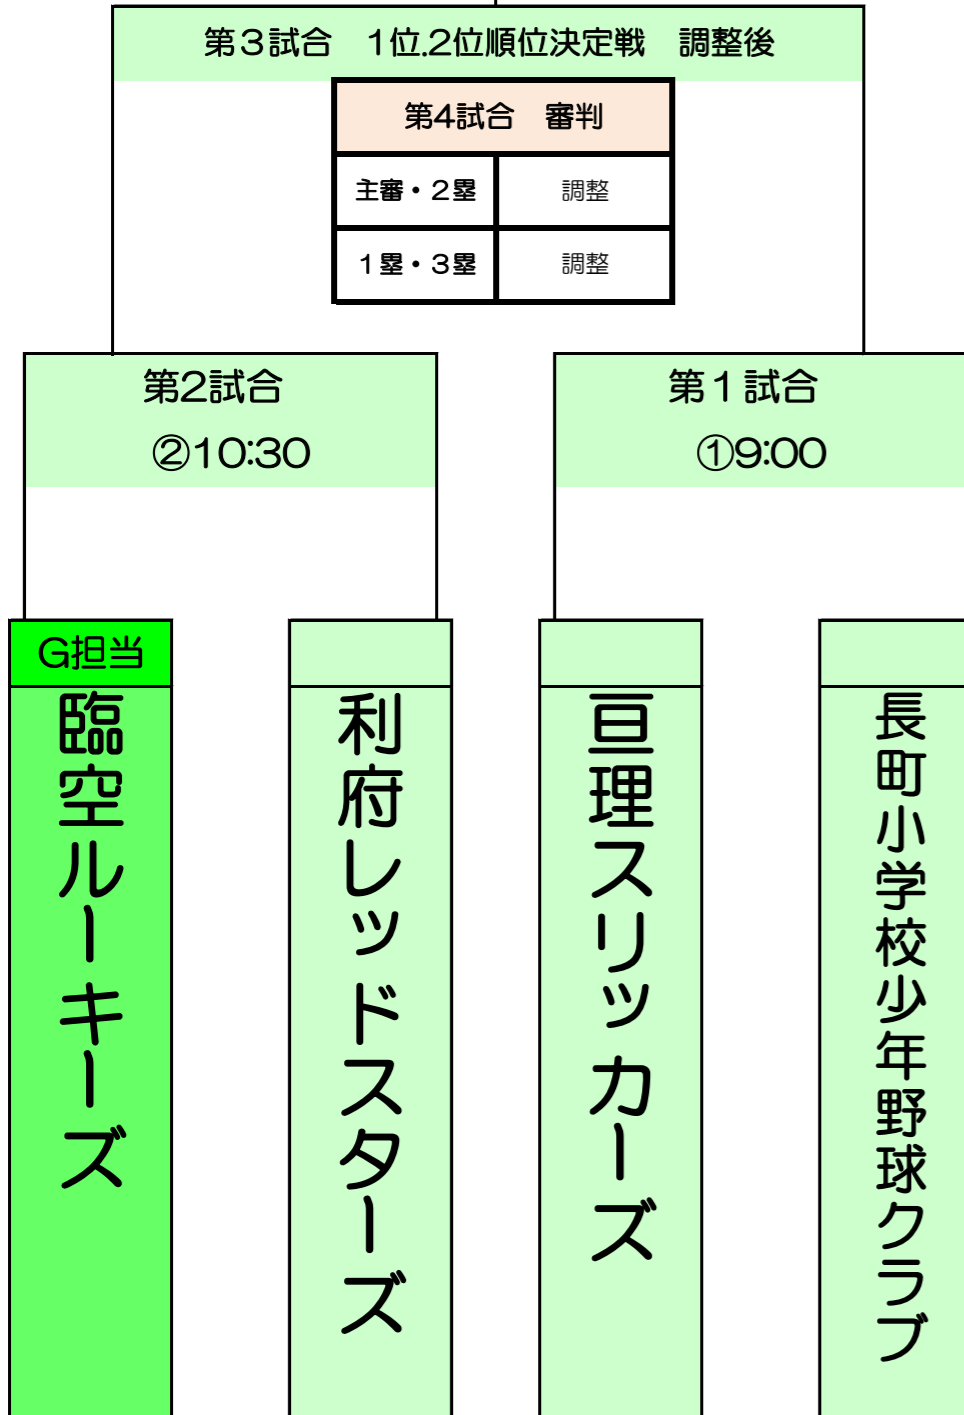 第３試合　1位.2位順位決定戦　調整後
第4試合　審判
主審・２塁　調整
１塁・３塁　調整
第2試合
②10:30
第１試合
①9:00
G担当
臨空ルーキーズ
利府レッドスターズ
亘理スリッカーズ
長町小学校少年野球クラブ